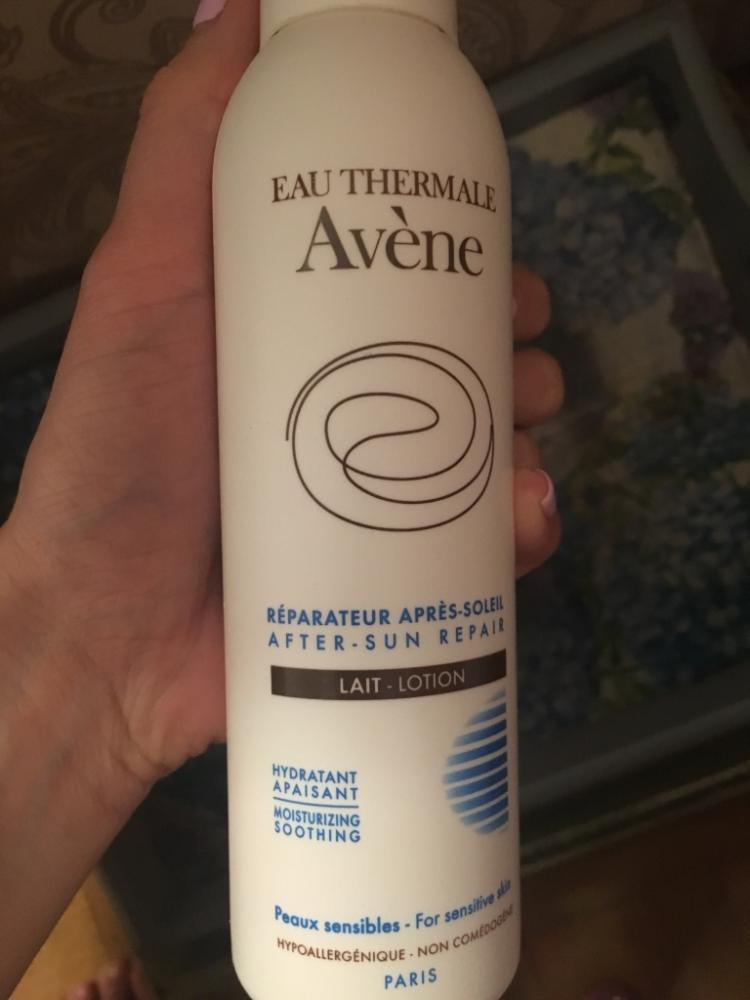 EAU THERMALE
Avène
RÉPARATEUR APRÈS-SOLEIL
AFTER-SUN REPAIR
LAIT - LOTION
HYDRATANT
APAISANT
MOISTURIZING
SOOTHING
Peaux sensibles - For sensitive skin
HYPOALLERGÉNIQUE - NON COMÉDOGÈNE
PARIS